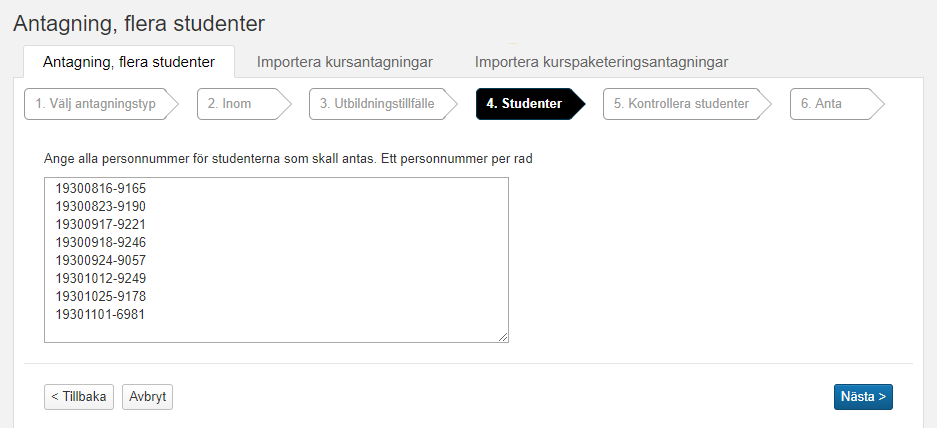 Antagning, flera studenter
Antagning, flera studenter Importera kursantagningar Importera kurspaketeringsantagningar
1. Välj antagningstyp 2. Inom 3. Utbildningstillfälle 4. Studenter 5. Kontrollera studenter 6. Anta
Ange alla personnummer för studenterna som skall antas. Ett personnummer per rad
19300816-9165
19300823-9190
19300917-9221
19300918-9246
19300924-9057
19301012-9249
19301025-9178
19301101-6981
< Tillbaka Avbryt Nästa >